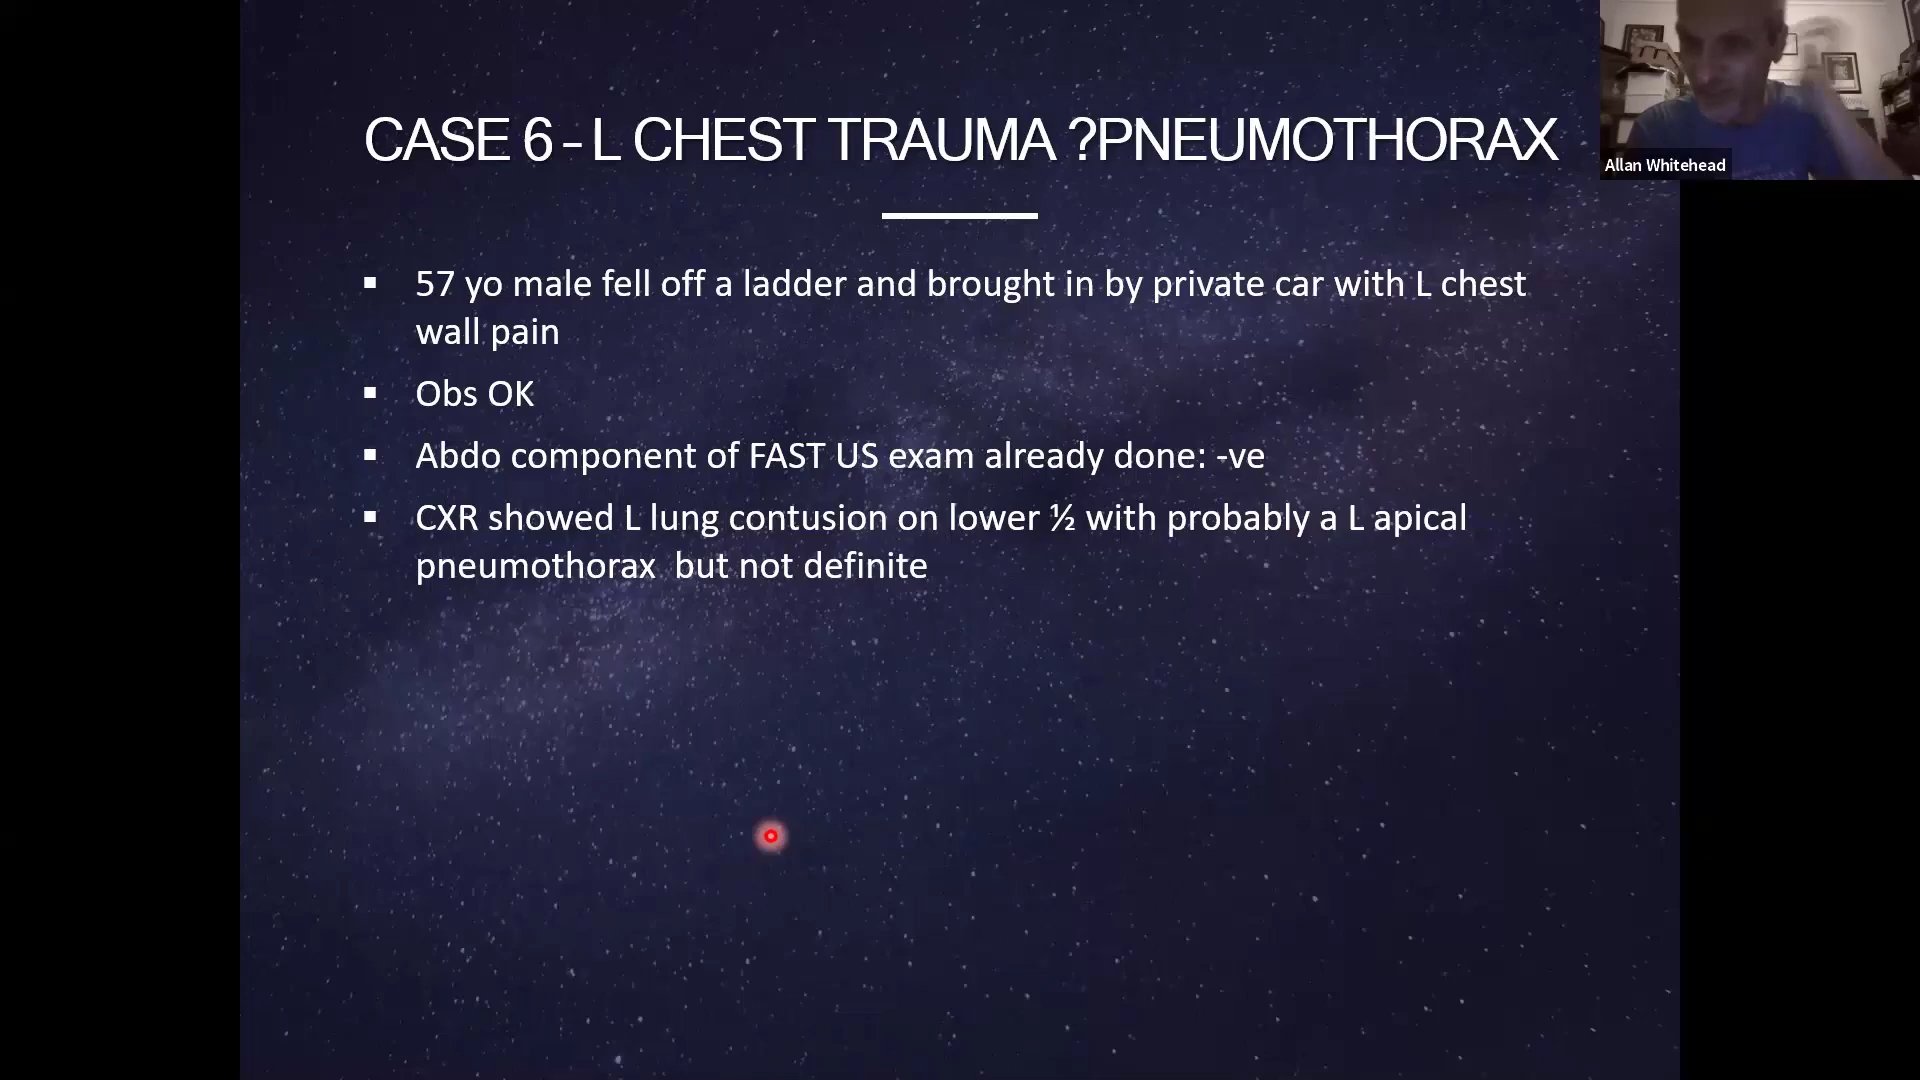 CASE 6 – L CHEST TRAUMA ?PNEUMOTHORAX
Allan Whitehead
▪ 57 yo male fell off a ladder and brought in by private car with L chest
wall pain
▪ Obs OK
▪ Abdo component of FAST US exam already done: -ve
▪ CXR showed L lung contusion on lower ½ with probably a L apical
pneumothorax but not definite